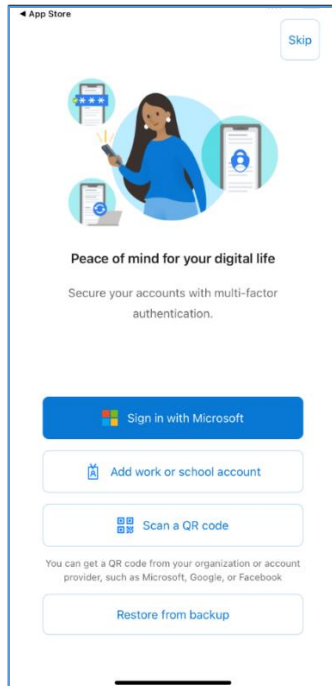 ◀ App Store
Skip
****
Peace of mind for your digital life
Secure your accounts with multi-factor
authentication.
Sign in with Microsoft
Add work or school account
Scan a QR code
You can get a QR code from your organization or account
provider, such as Microsoft, Google, or Facebook
Restore from backup